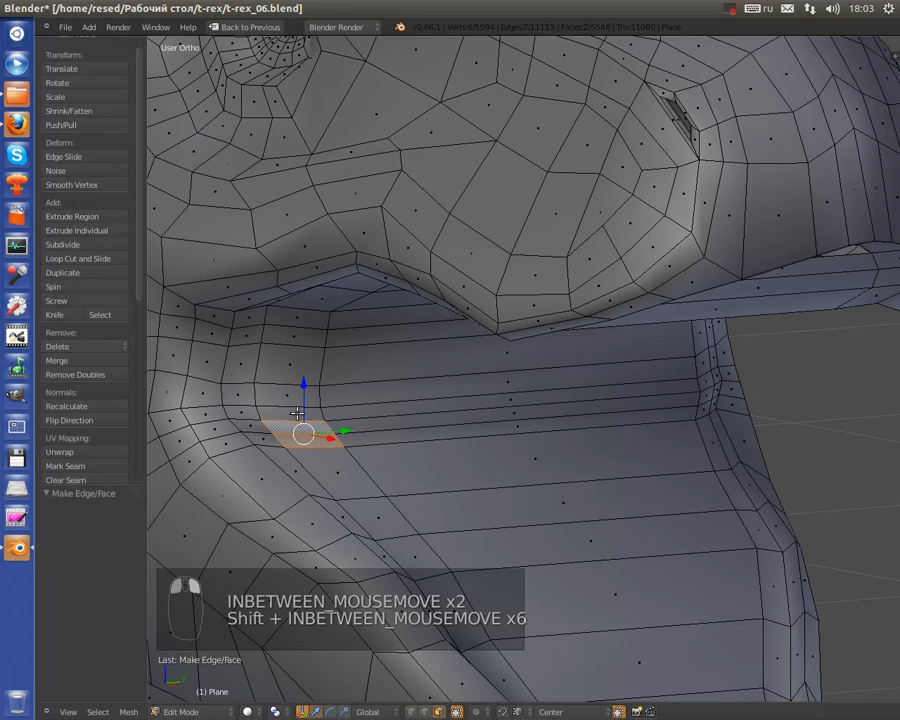 Blender* [/home/resed/Рабочий стол/t-rex/t-rex_06.blend]
ru
18:03
File Add Render Window Help
Back to Previous
Blender Render
v2.66.1 | Verts:6/5594 | Edges:7/11113 | Faces:2/5548 | Tris:11080 | Plane
User Ortho
Transform:
Translate
Rotate
Scale
Shrink/Fatten
Push/Pull
Deform:
Edge Slide
Noise
Smooth Vertex
Add:
Extrude Region
Extrude Individual
Subdivide
Loop Cut and Slide
Duplicate
Spin
Screw
Knife Select
Remove:
Delete
Merge
Remove Doubles
Normals:
Recalculate
Flip Direction
UV Mapping:
Unwrap
Mark Seam
Clear Seam
Make Edge/Face
INBETWEEN_MOUSEMOVE x2
Shift + INBETWEEN_MOUSEMOVE x6
Last: Make Edge/Face
(1) Plane
View Select Mesh
Edit Mode
Global
Center